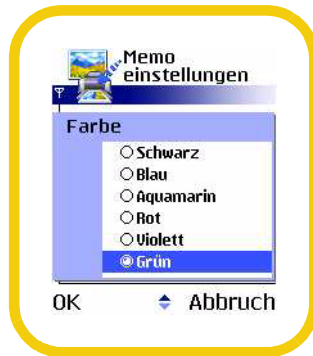 Memo
einstellungen
Farbe
Schwarz
Blau
Aquamarin
Rot
Violett
Grün
OK
Abbruch